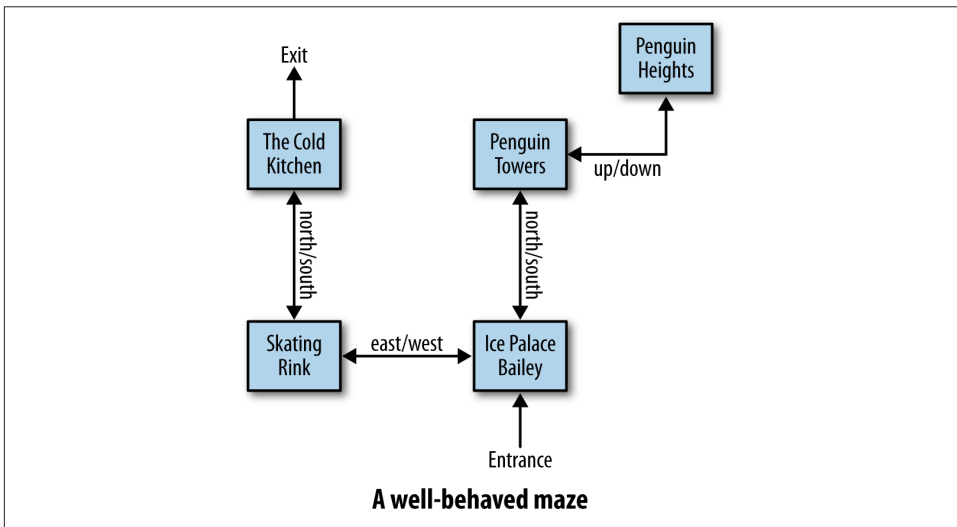 Penguin
Heights
Exit
The Cold
Kitchen
Penguin
Towers
up/down
north/south
north/south
Skating
Rink
east/west
Ice Palace
Bailey
Entrance
A well-behaved maze